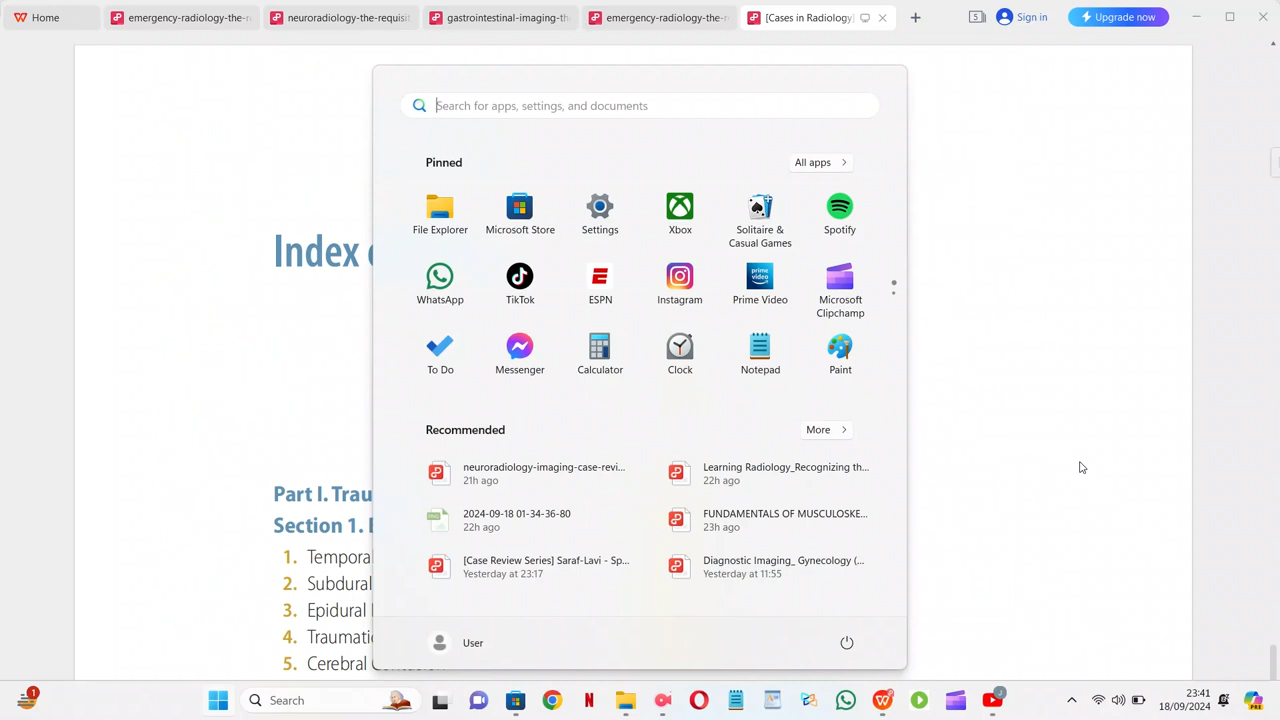 Home
emergency-radiology-the-r
neuroradiology-the-requisit
gastrointestinal-imaging-the
emergency-radiology-the-r
[Cases in Radiology]
5
Sign in
Upgrade now
Search for apps, settings, and documents
Pinned
All apps
File Explorer
Microsoft Store
Settings
Xbox
Solitaire &
Casual Games
Spotify
WhatsApp
TikTok
ESPN
Instagram
prime video
Prime Video
Microsoft
Clipchamp
To Do
Messenger
Calculator
Clock
Notepad
Paint
Recommended
More
neuroradiology-imaging-case-revi...
21h ago
Learning Radiology_Recognizing th...
22h ago
2024-09-18 01-34-36-80
22h ago
FUNDAMENTALS OF MUSCULOSKE...
23h ago
[Case Review Series] Saraf-Lavi - Sp...
Yesterday at 23:17
Diagnostic Imaging_ Gynecology (...
Yesterday at 11:55
User
Index
Part I. Trau
Section 1.
1. Tempora
2. Subdural
3. Epidural
4. Traumati
5. Cerebral
1
Search
23:41
18/09/2024